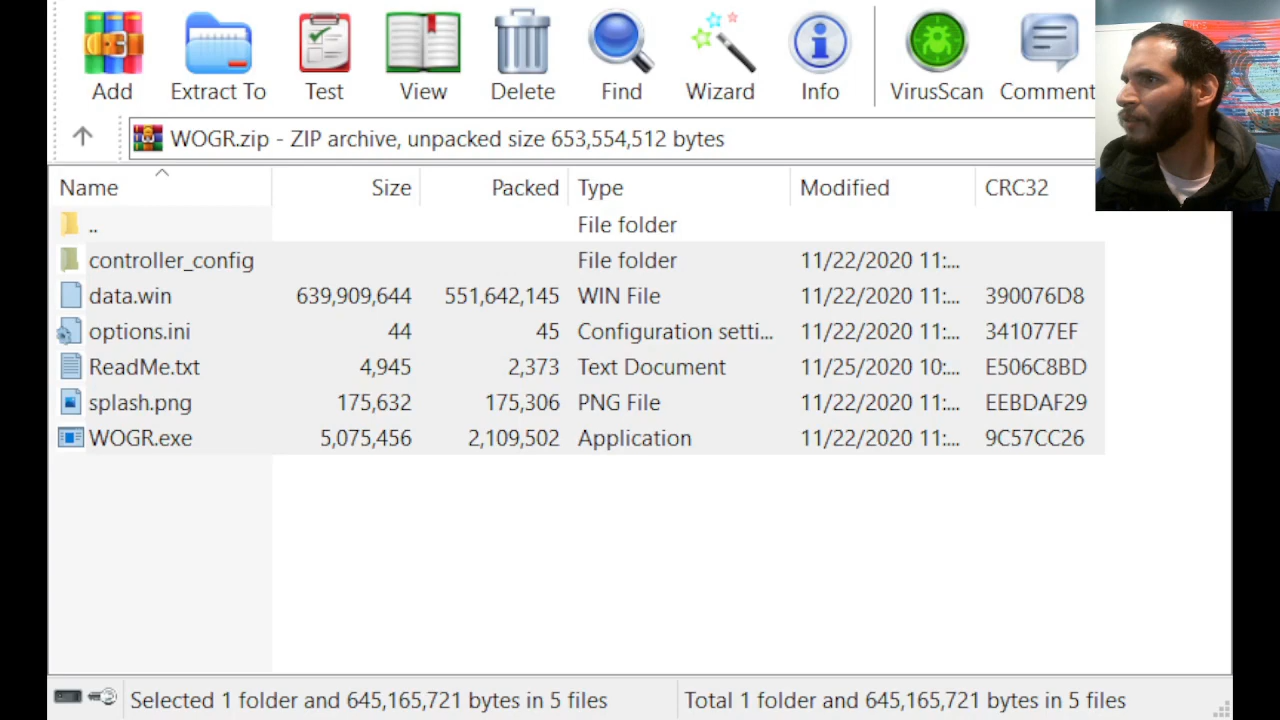 Add Extract To Test View Delete Find Wizard Info VirusScan Comment
WOGR.zip - ZIP archive, unpacked size 653,554,512 bytes
Name Size Packed Type Modified CRC32
.. File folder
controller_config File folder 11/22/2020 11:...
data.win 639,909,644 551,642,145 WIN File 11/22/2020 11:... 390076D8
options.ini 44 45 Configuration setti... 11/22/2020 11:... 341077EF
ReadMe.txt 4,945 2,373 Text Document 11/25/2020 10:... E506C8BD
splash.png 175,632 175,306 PNG File 11/22/2020 11:... EEBDAF29
WOGR.exe 5,075,456 2,109,502 Application 11/22/2020 11:... 9C57CC26
Selected 1 folder and 645,165,721 bytes in 5 files Total 1 folder and 645,165,721 bytes in 5 files